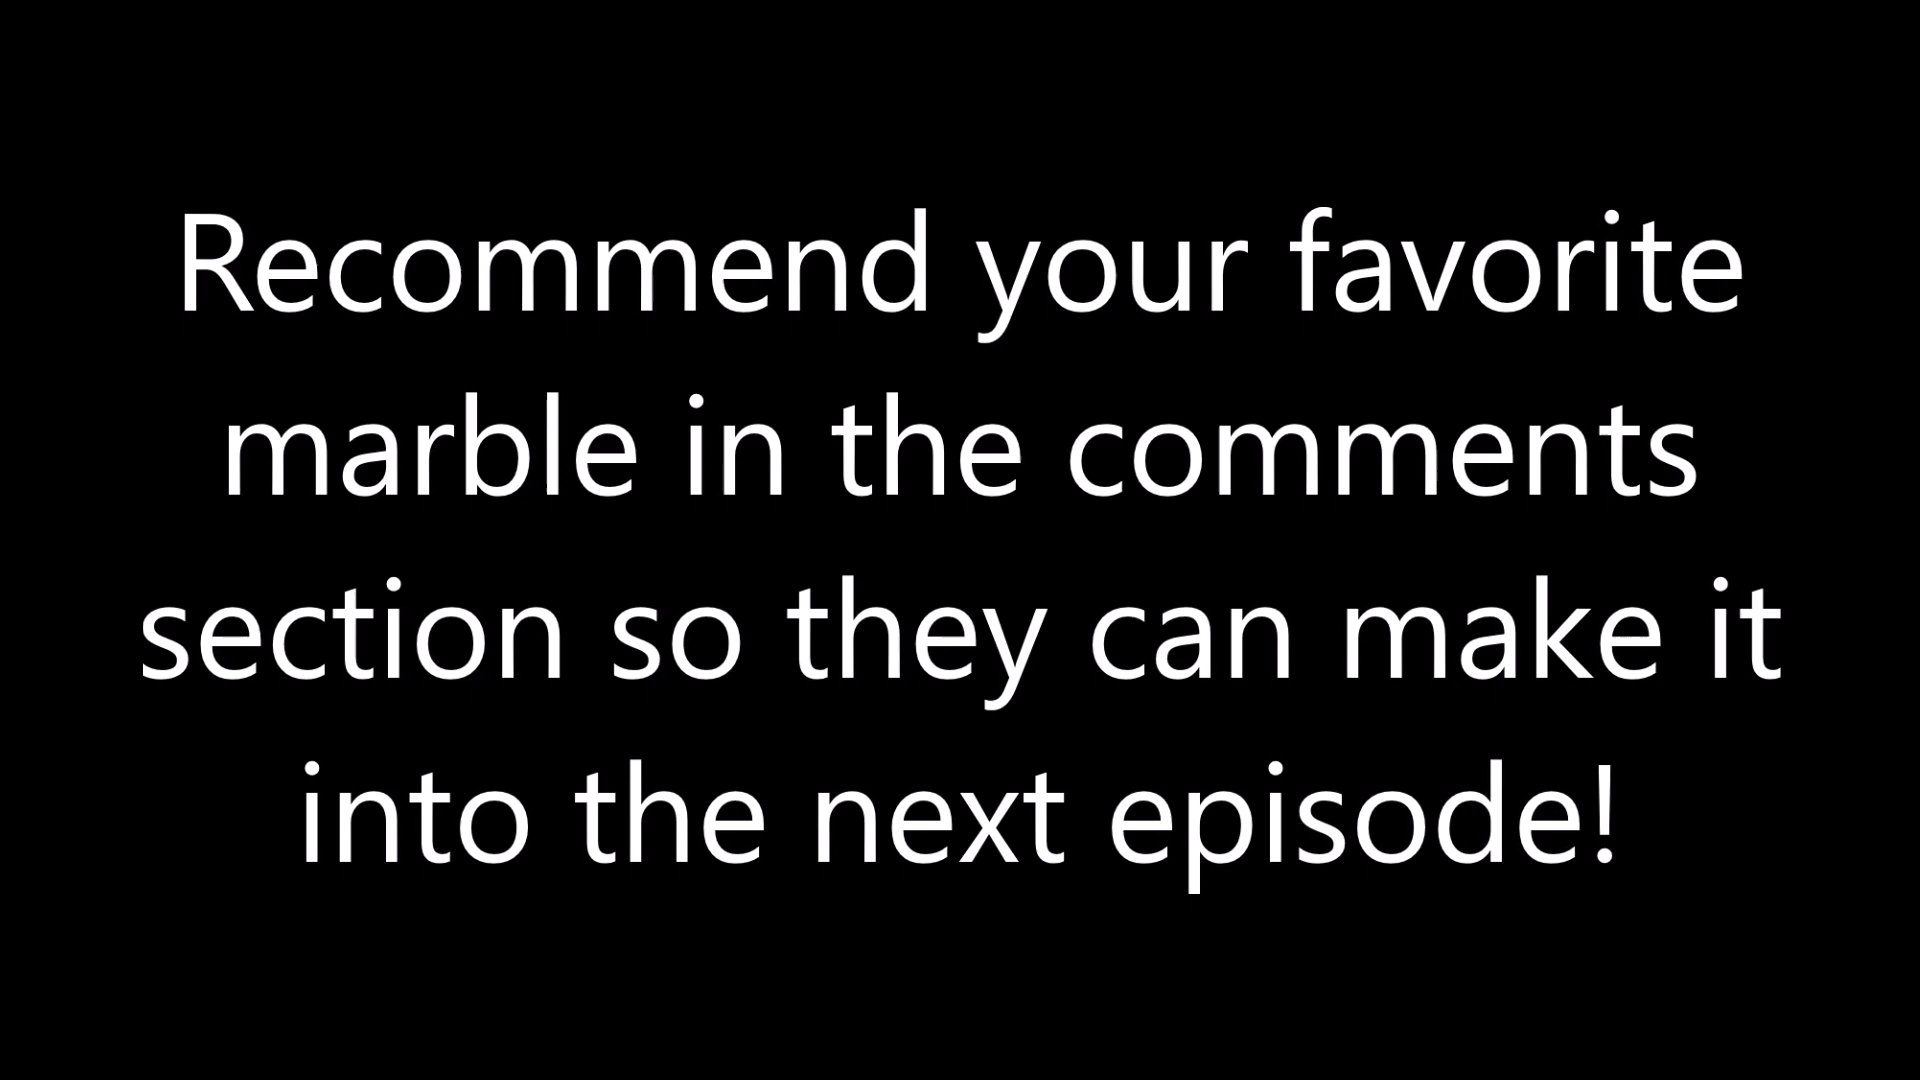 Recommend your favorite
marble in the comments
section so they can make it
into the next episode!